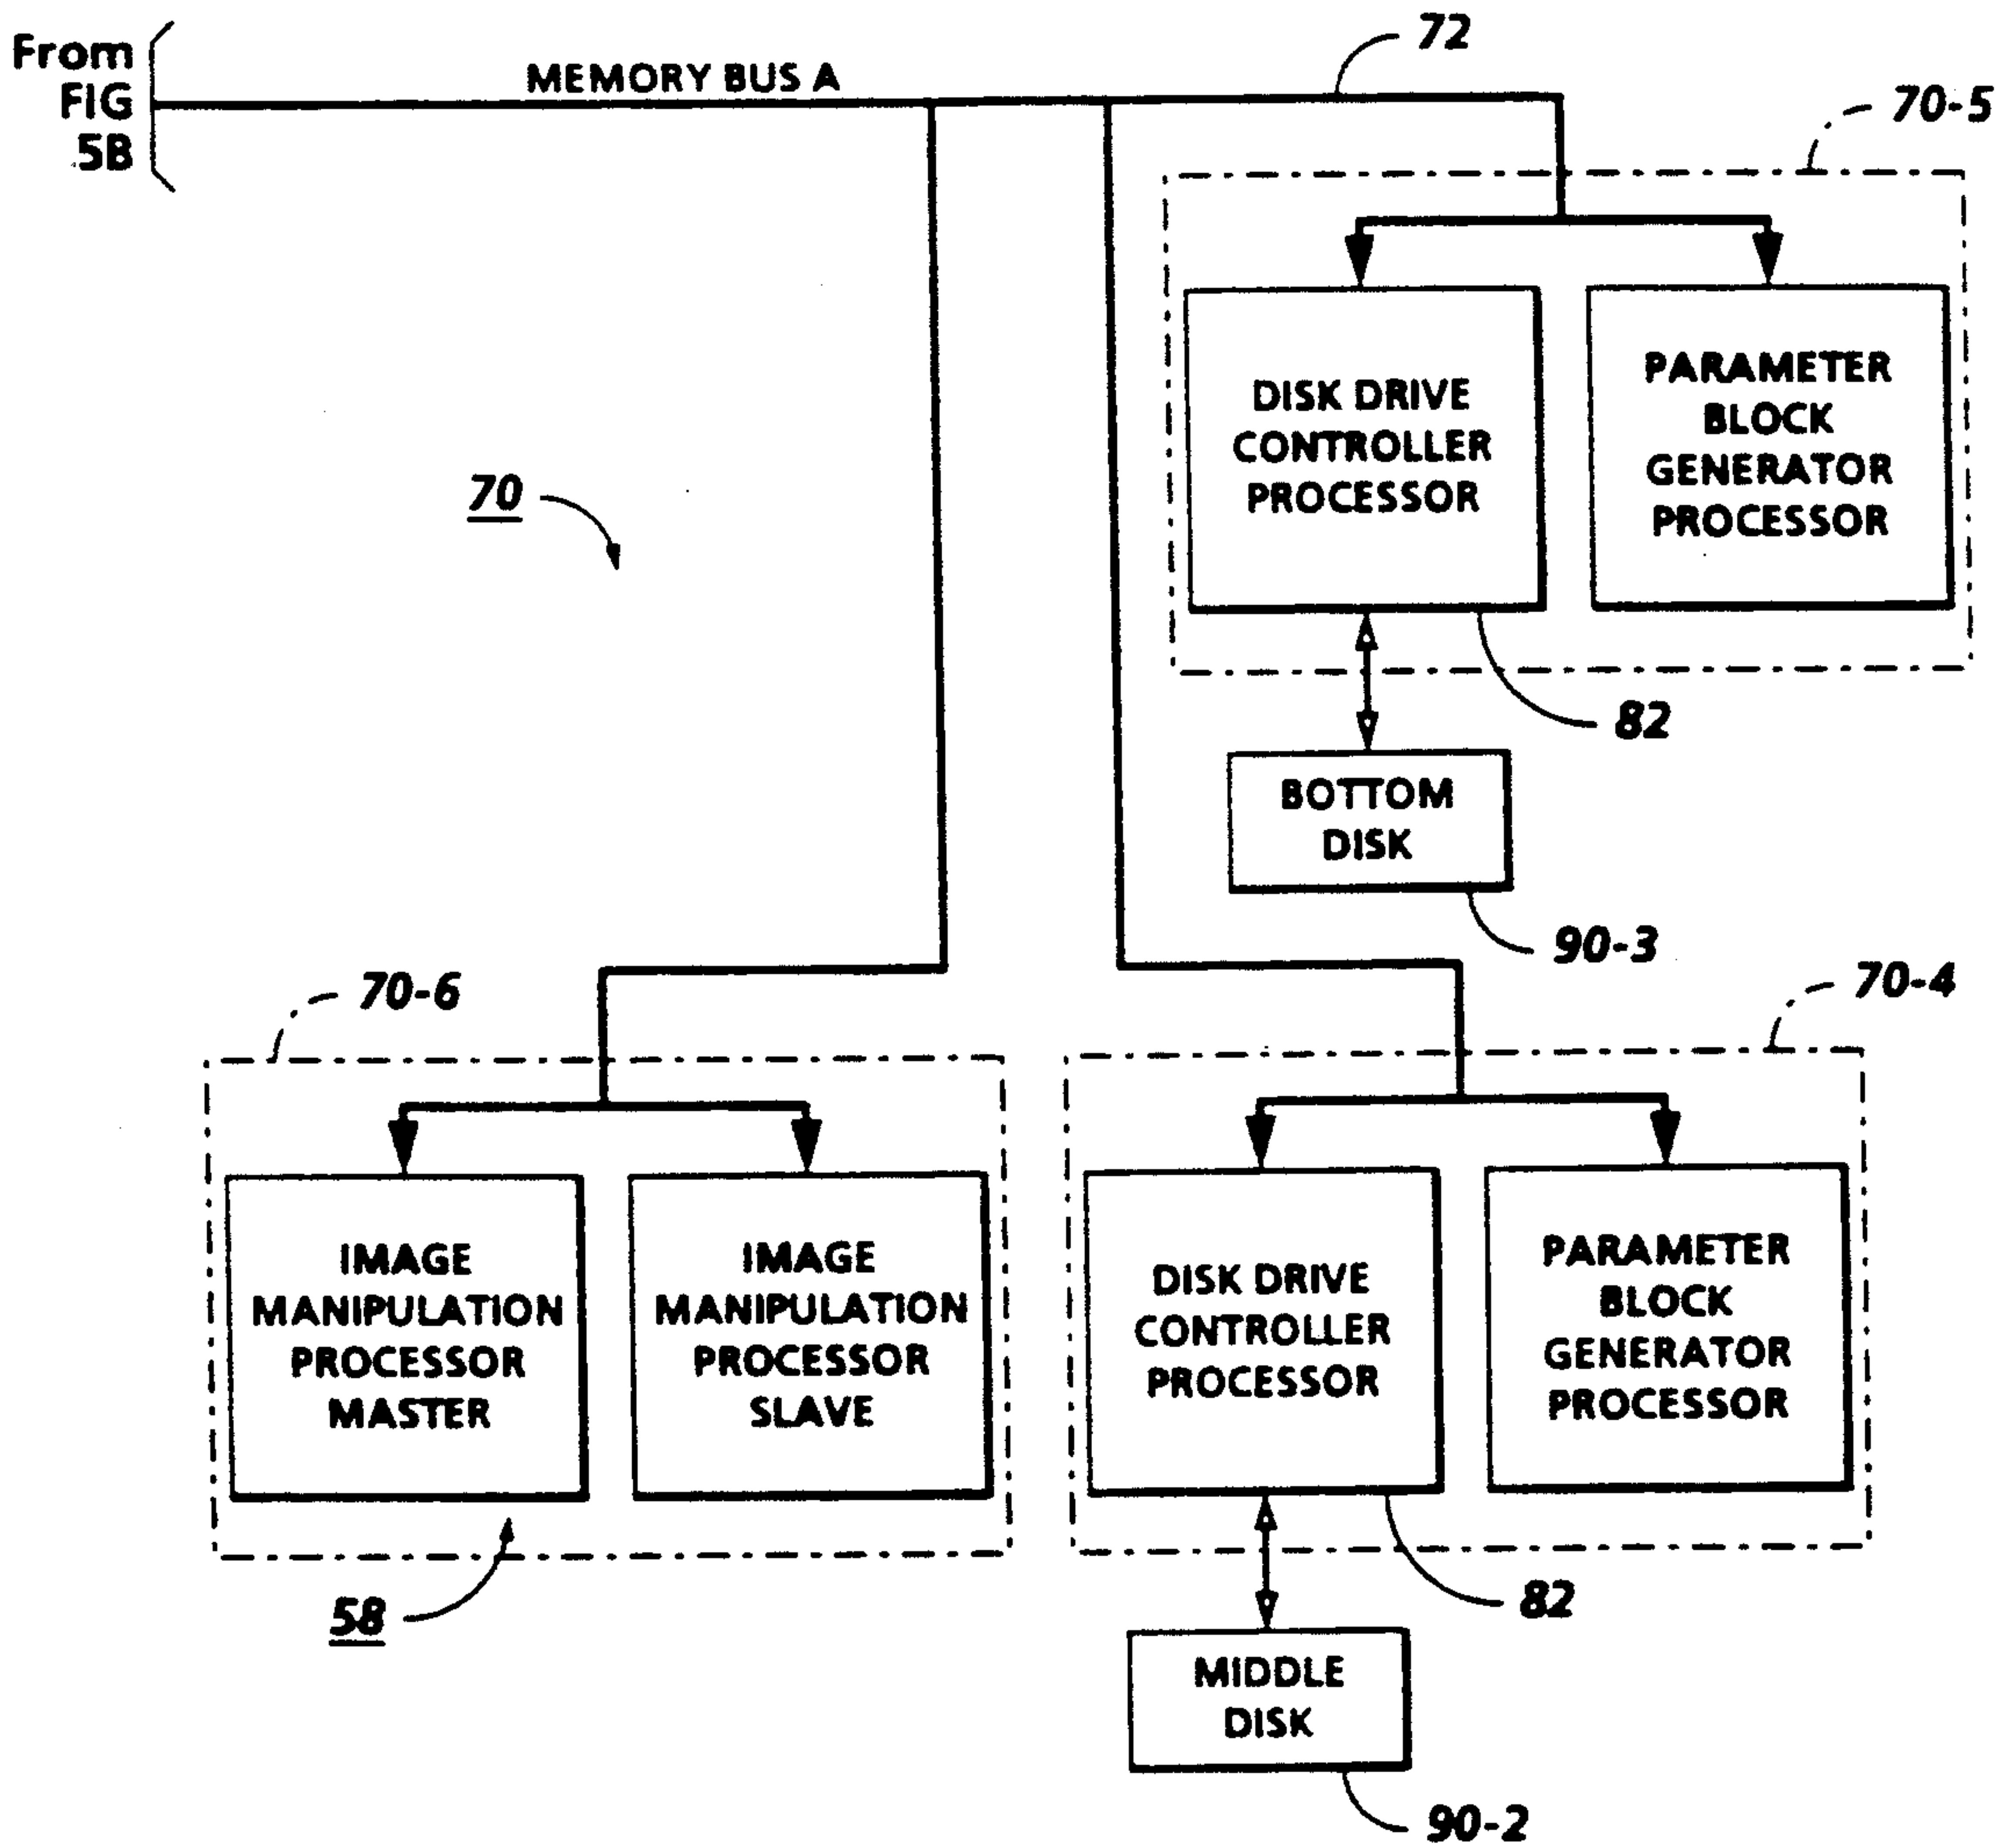 From
FIG
5B
MEMORY BUS A
72
70-5
DISK DRIVE
CONTROLLER
PROCESSOR
PARAMETER
BLOCK
GENERATOR
PROCESSOR
70
82
BOTTOM
DISK
90-3
70-6
70-4
IMAGE
MANIPULATION
PROCESSOR
MASTER
IMAGE
MANIPULATION
PROCESSOR
SLAVE
DISK DRIVE
CONTROLLER
PROCESSOR
PARAMETER
BLOCK
GENERATOR
PROCESSOR
58
82
MIDDLE
DISK
90-2